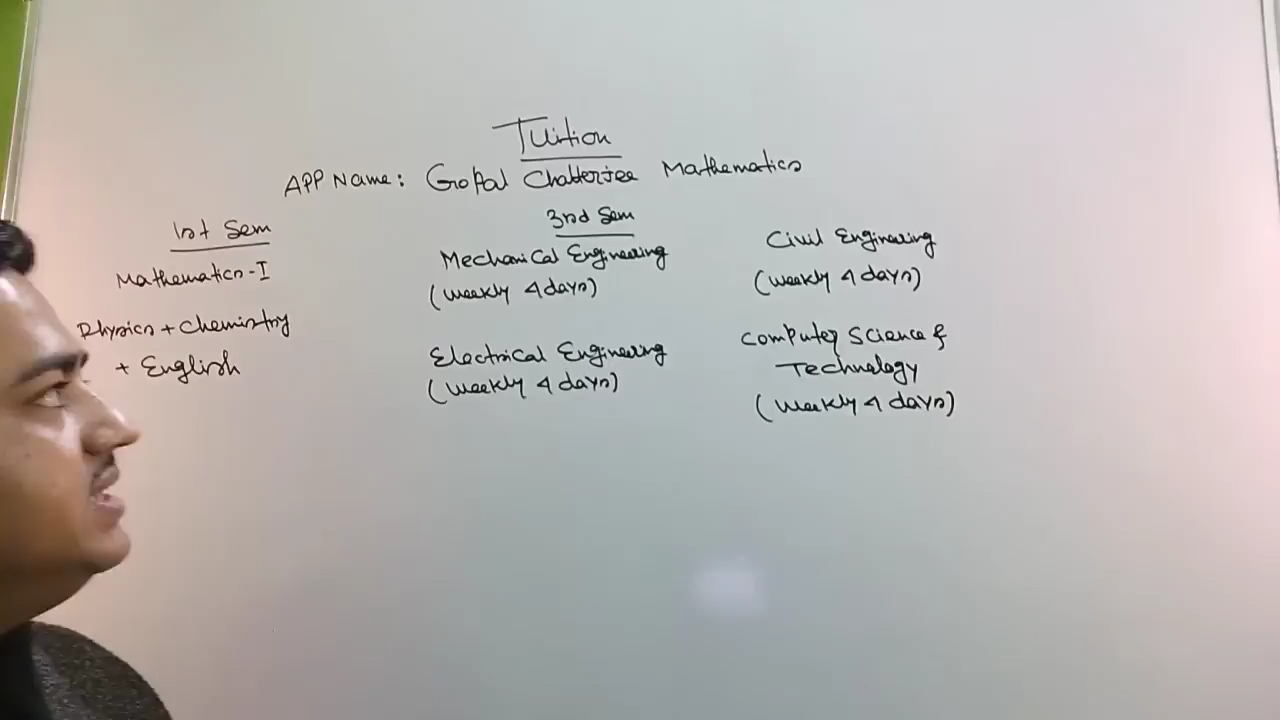 Tuition
APP Name: Gopal Chatterjee Mathematics
1st Sem
Mathematics-I
Physics + Chemistry
+ English
3rd Sem
Mechanical Engineering
(Weekly 4 days)
Electrical Engineering
(Weekly 4 days)
Civil Engineering
(Weekly 4 days)
Computer Science &
Technology
(Weekly 4 days)